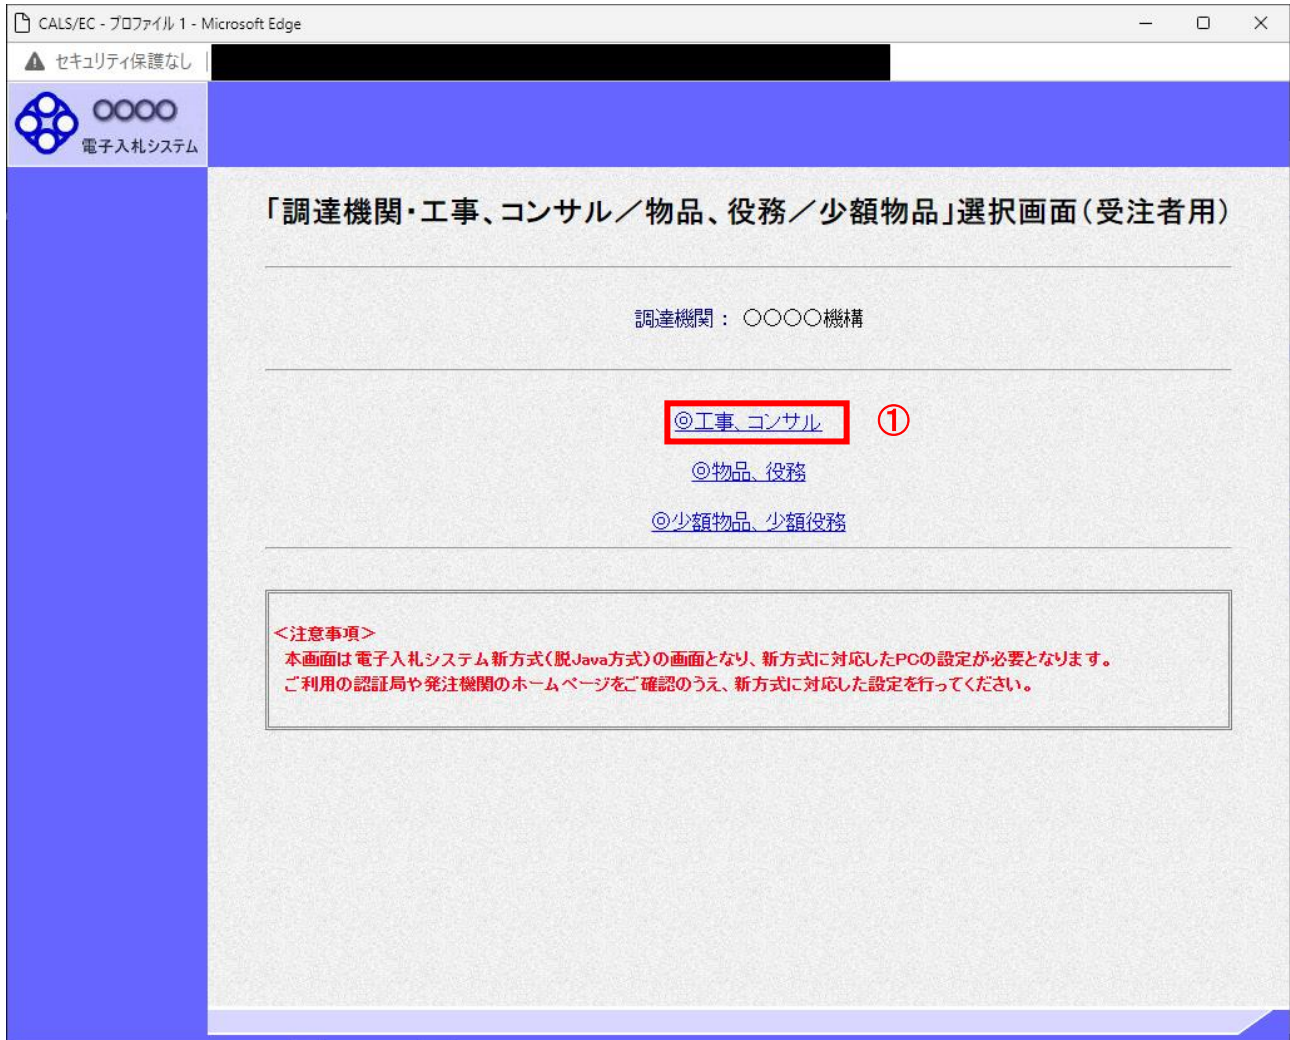 CALS/EC - プロファイル 1 - Microsoft Edge
セキュリティ保護なし
○○○○
電子入札システム
「調達機関・工事、コンサル／物品、役務／少額物品」選択画面（受注者用）
調達機関： ○○○○機構
◎工事、コンサル ①
◎物品、役務
◎少額物品、少額役務
＜注意事項＞
本画面は電子入札システム新方式（脱Java方式）の画面となり、新方式に対応したPCの設定が必要となります。
ご利用の認証局や発注機関のホームページをご確認のうえ、新方式に対応した設定を行ってください。